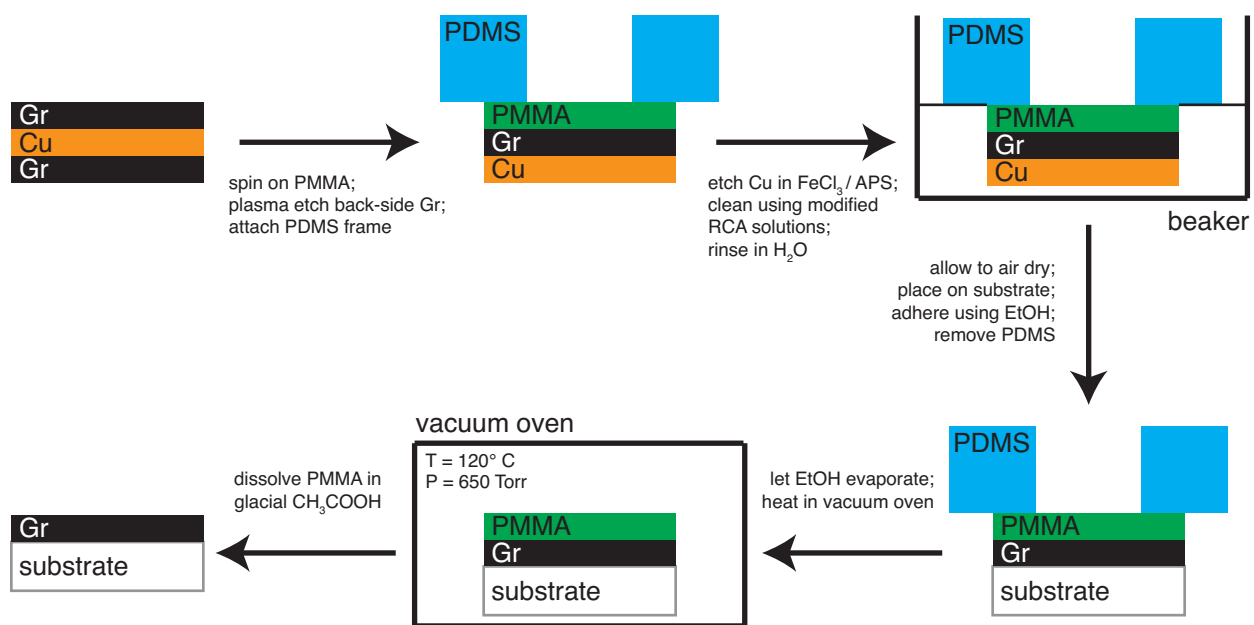 Gr
Cu
Gr
spin on PMMA;
plasma etch back-side Gr;
attach PDMS frame
PDMS
PMMA
Gr
Cu
etch Cu in FeCl₃ / APS;
clean using modified
RCA solutions;
rinse in H₂O
PDMS
PMMA
Gr
Cu
beaker
allow to air dry;
place on substrate;
adhere using EtOH;
remove PDMS
PDMS
PMMA
Gr
substrate
let EtOH evaporate;
heat in vacuum oven
vacuum oven
T = 120° C
P = 650 Torr
PMMA
Gr
substrate
dissolve PMMA in
glacial CH₃COOH
Gr
substrate